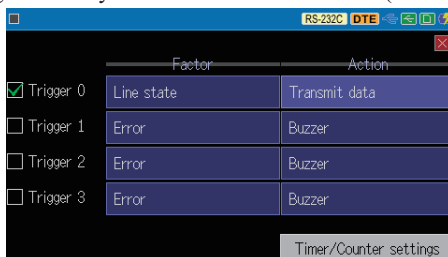 RS-232C DTE
Factor Action
Trigger 0 Line state Transmit data
Trigger 1 Error Buzzer
Trigger 2 Error Buzzer
Trigger 3 Error Buzzer
Timer/Counter settings